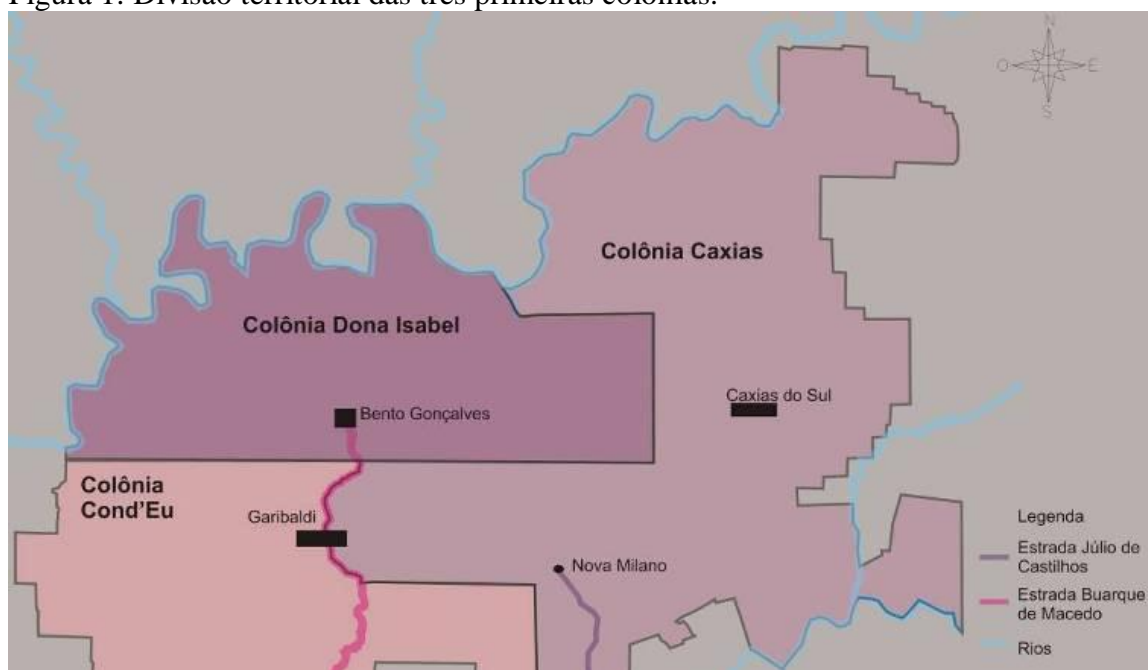 Figura 1: Divisão territorial das três primeiras colônias.
N
O
E
S
Colônia Caxias
Colônia Dona Isabel
Caxias do Sul
Bento Gonçalves
Colônia
Cond'Eu
Garibaldi
Nova Milano
Legenda
Estrada Júlio de
Castilhos
Estrada Buarque
de Macedo
Rios